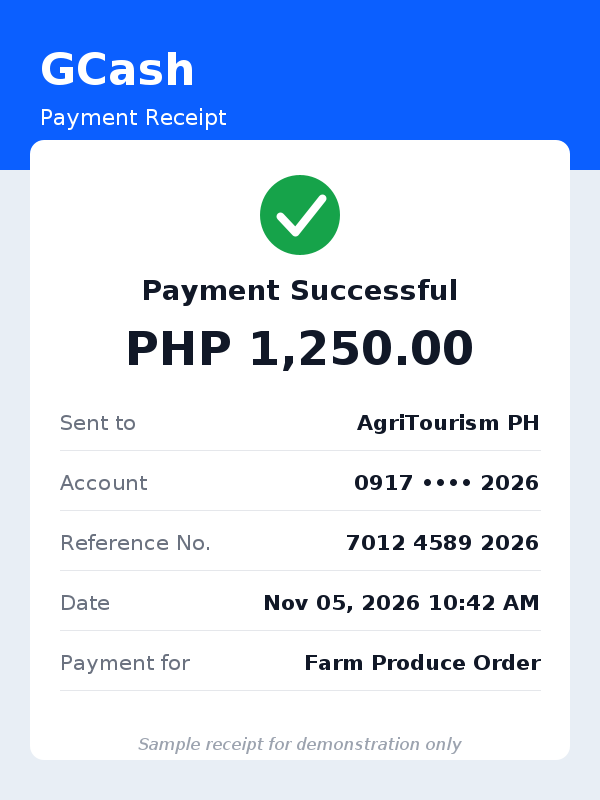 GCash
Payment Receipt
Payment Successful
PHP 1,250.00
Sent to AgriTourism PH
Account 0917 •••• 2026
Reference No. 7012 4589 2026
Date Nov 05, 2026 10:42 AM
Payment for Farm Produce Order
Sample receipt for demonstration only